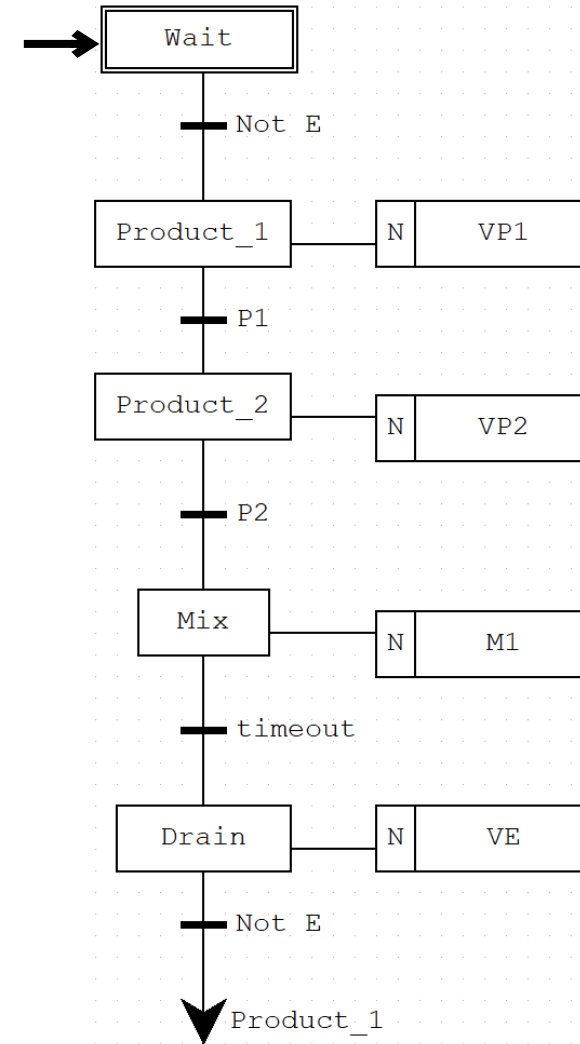 Wait
Not E
Product_1
N VP1
P1
Product_2
N VP2
P2
Mix
N M1
timeout
Drain
N VE
Not E
Product_1